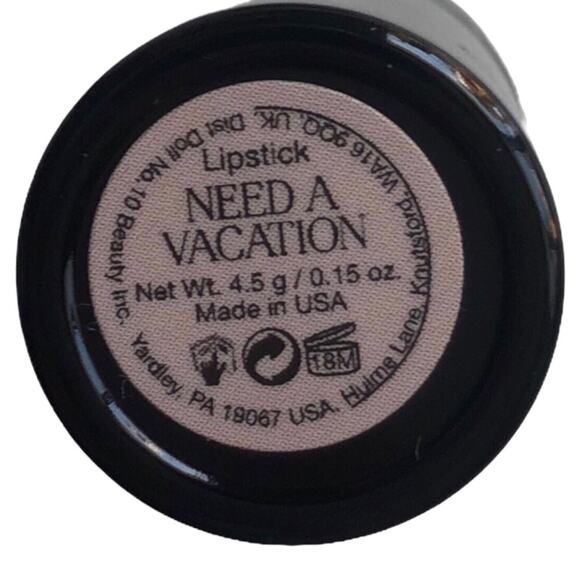 Lipstick
NEED A
VACATION
Net Wt. 4.5 g / 0.15 oz.
Made in USA
18M
Dist Doll No.10 Beauty Inc. Yardley, PA 19067 USA. Hulme Lane, Knutsford, WA16 9QQ, UK.